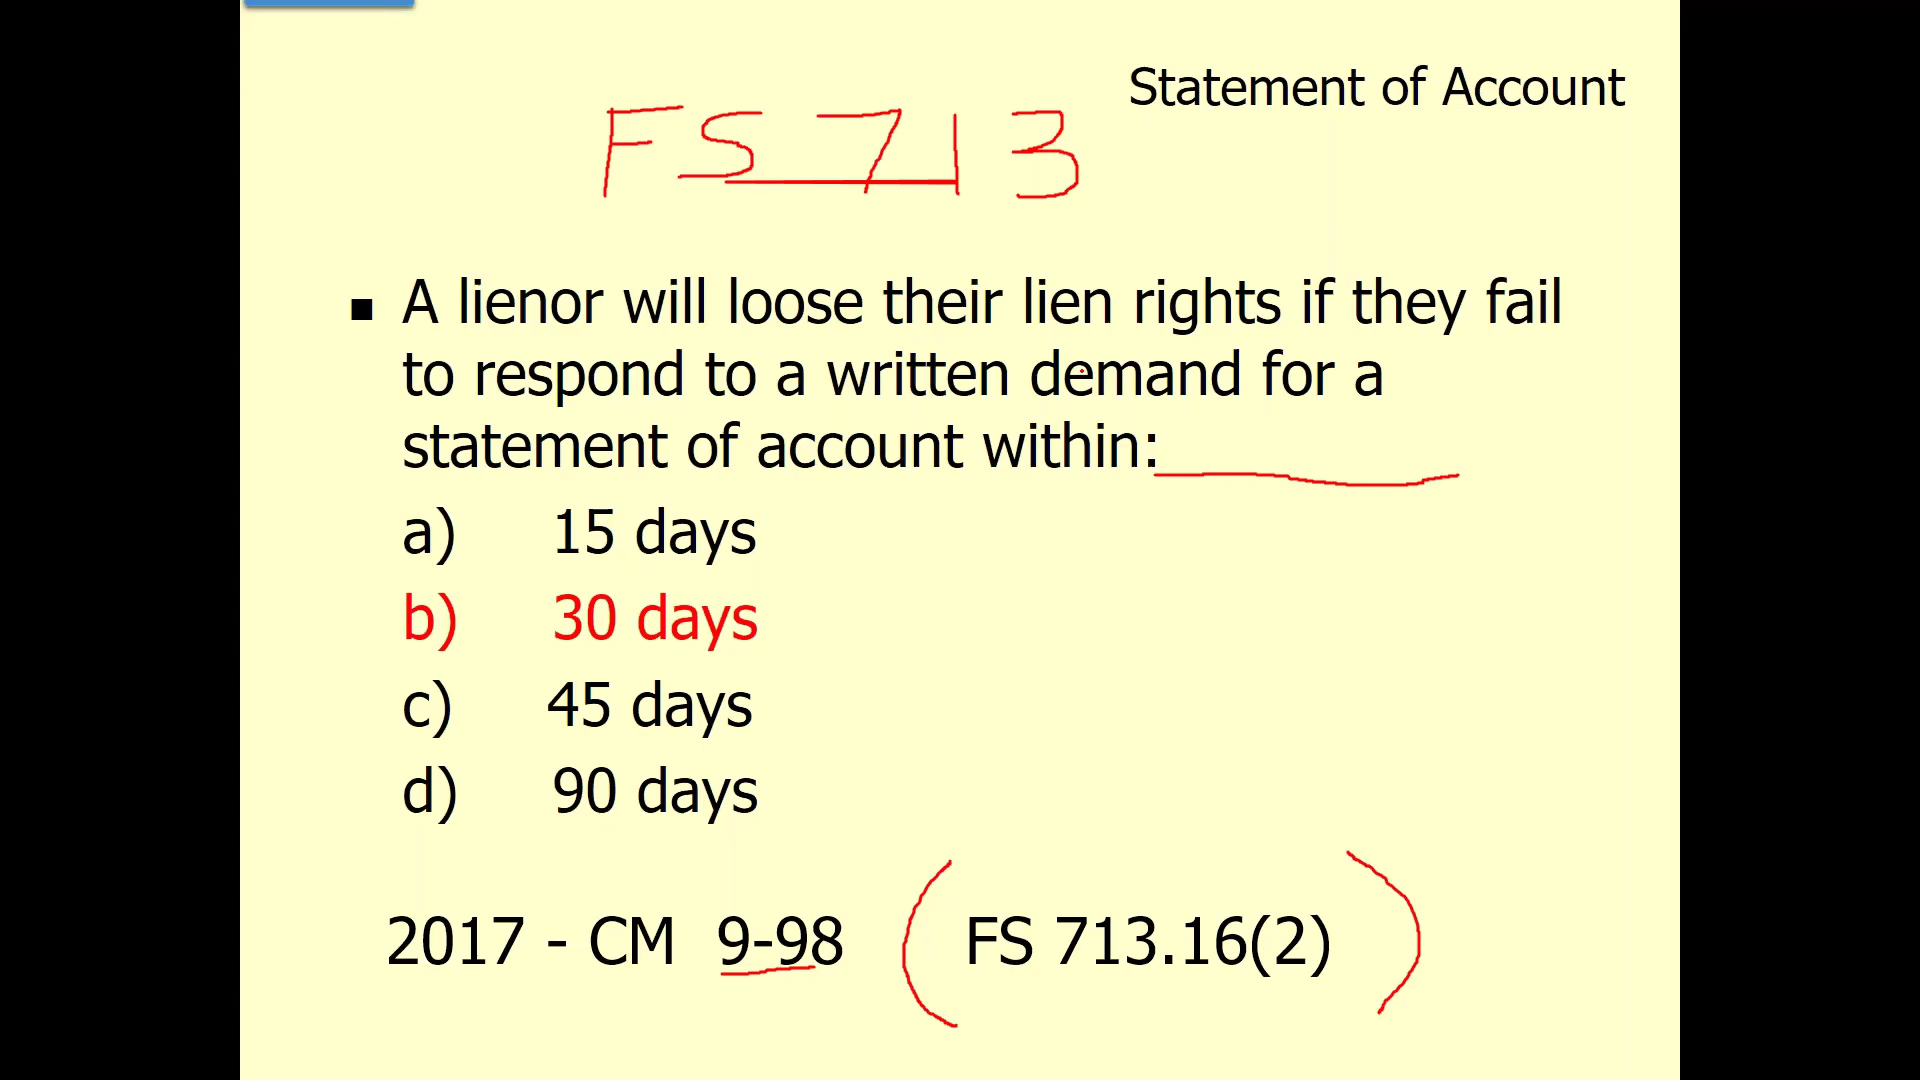 Statement of Account
FS 713
■ A lienor will loose their lien rights if they fail
to respond to a written demand for a
statement of account within:
a) 15 days
b) 30 days
c) 45 days
d) 90 days
2017 - CM 9-98 FS 713.16(2)